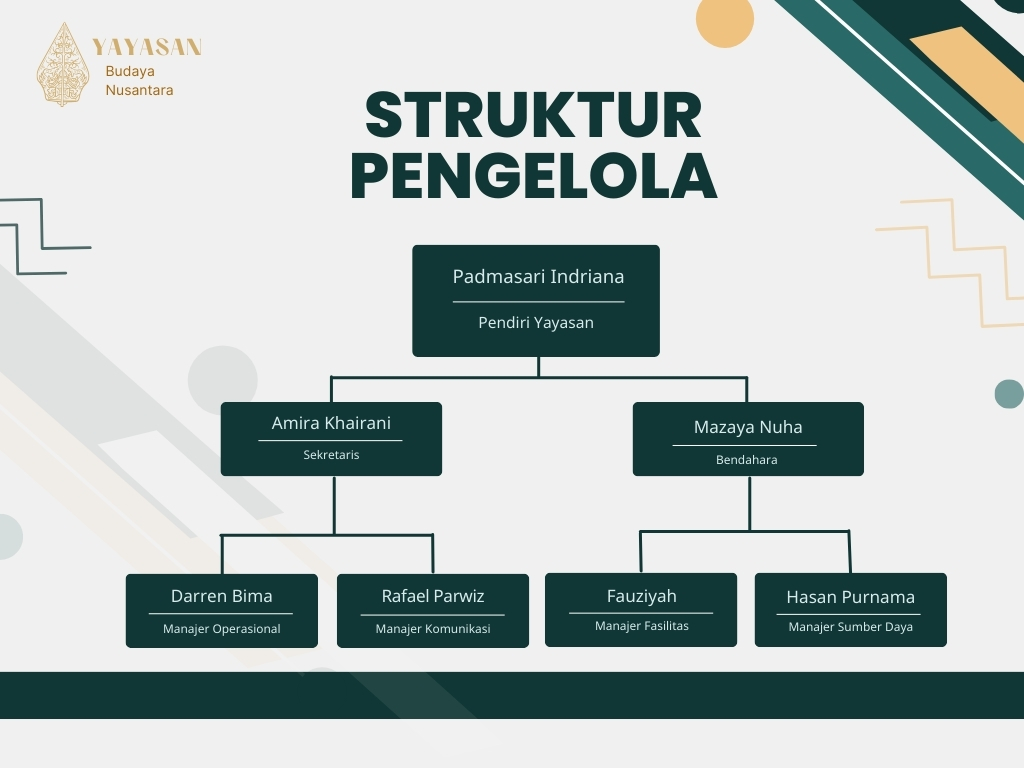 YAYASAN
Budaya
Nusantara
STRUKTUR
PENGELOLA
Padmasari Indriana
Pendiri Yayasan
Amira Khairani
Sekretaris
Mazaya Nuha
Bendahara
Darren Bima
Manajer Operasional
Rafael Parwiz
Manajer Komunikasi
Fauziyah
Manajer Fasilitas
Hasan Purnama
Manajer Sumber Daya